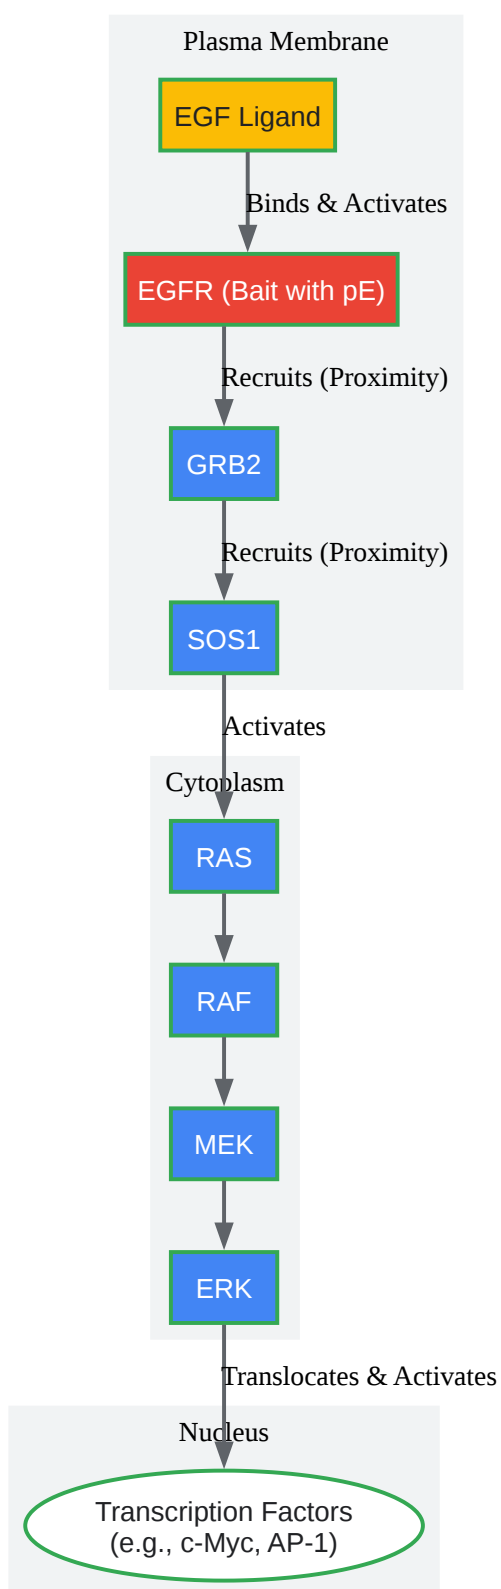 Plasma Membrane
EGF Ligand
Binds & Activates
EGFR (Bait with pE)
Recruits (Proximity)
GRB2
Recruits (Proximity)
SOS1
Activates
Cytoplasm
RAS
RAF
MEK
ERK
Translocates & Activates
Nucleus
Transcription Factors
(e.g., c-Myc, AP-1)